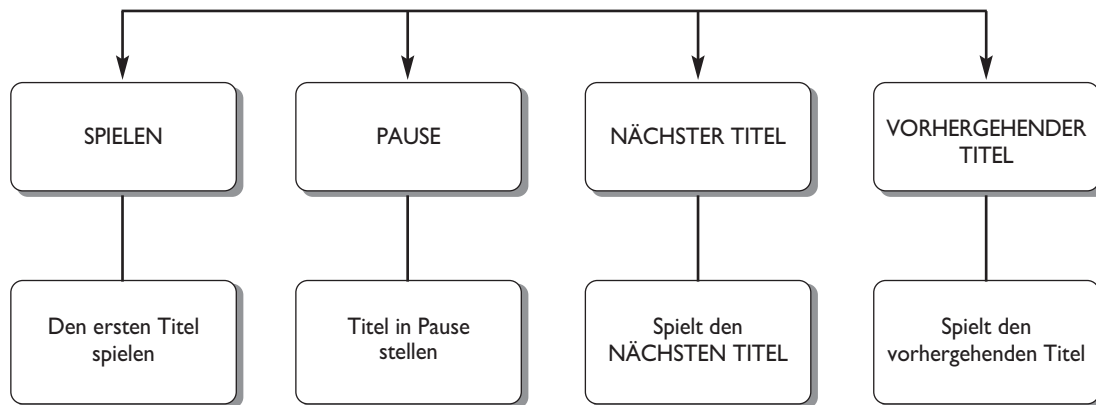 SPIELEN
PAUSE
NÄCHSTER TITEL
VORHERGEHENDER
TITEL
Den ersten Titel
spielen
Titel in Pause
stellen
Spielt den
NÄCHSTEN TITEL
Spielt den
vorhergehenden Titel